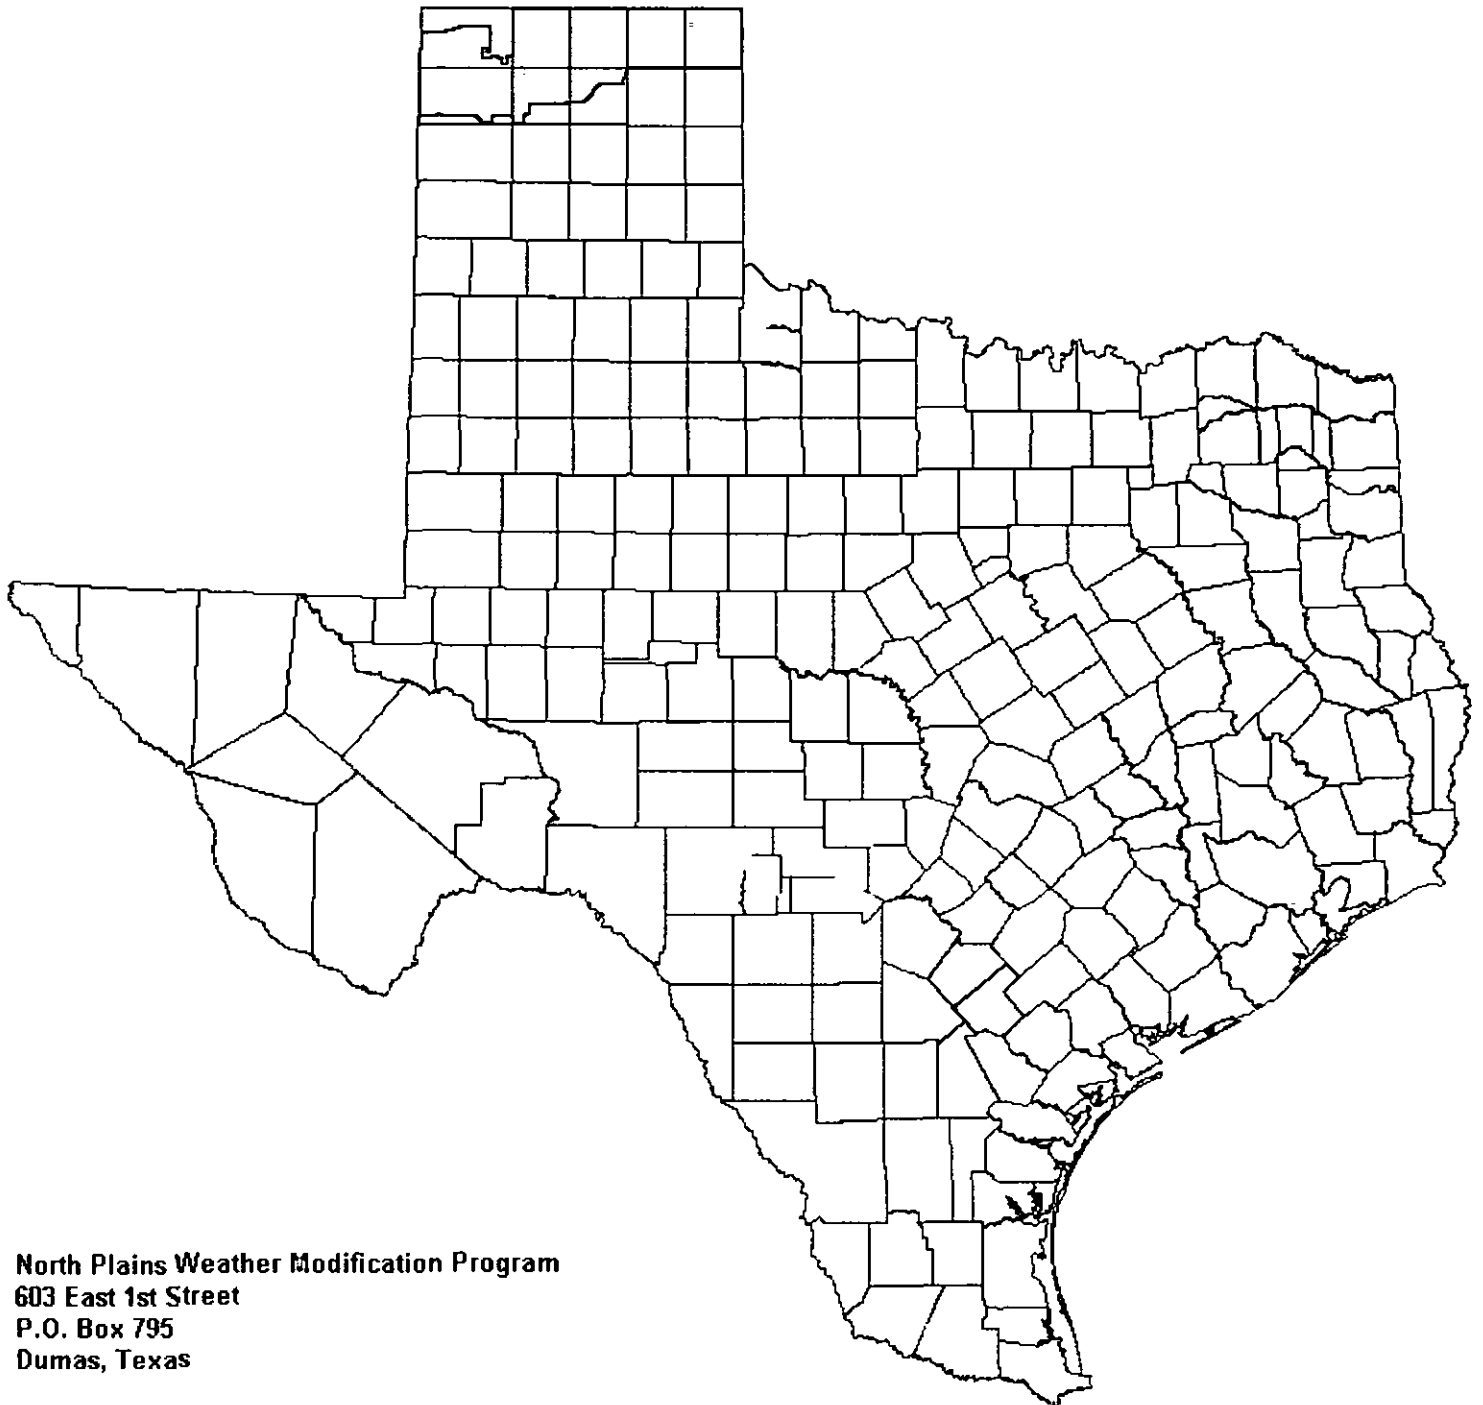 North Plains Weather Modification Program
603 East 1st Street
P.O. Box 795
Dumas, Texas